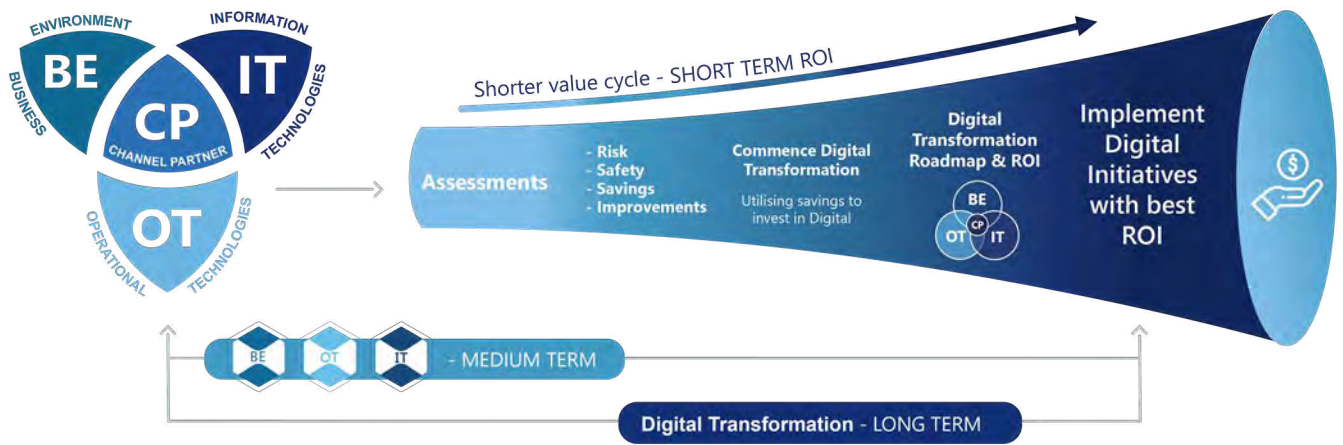 ENVIRONMENT
BUSINESS
BE
INFORMATION
TECHNOLOGIES
IT
CP
CHANNEL PARTNER
OT
OPERATIONAL
TECHNOLOGIES
Shorter value cycle - SHORT TERM ROI
Assessments
- Risk
- Safety
- Savings
- Improvements
Commence Digital
Transformation
Utilising savings to
invest in Digital
Digital
Transformation
Roadmap & ROI
BE
CP
OT
IT
Implement
Digital
Initiatives
with best
ROI
$
BE
OT
IT
- MEDIUM TERM
Digital Transformation - LONG TERM